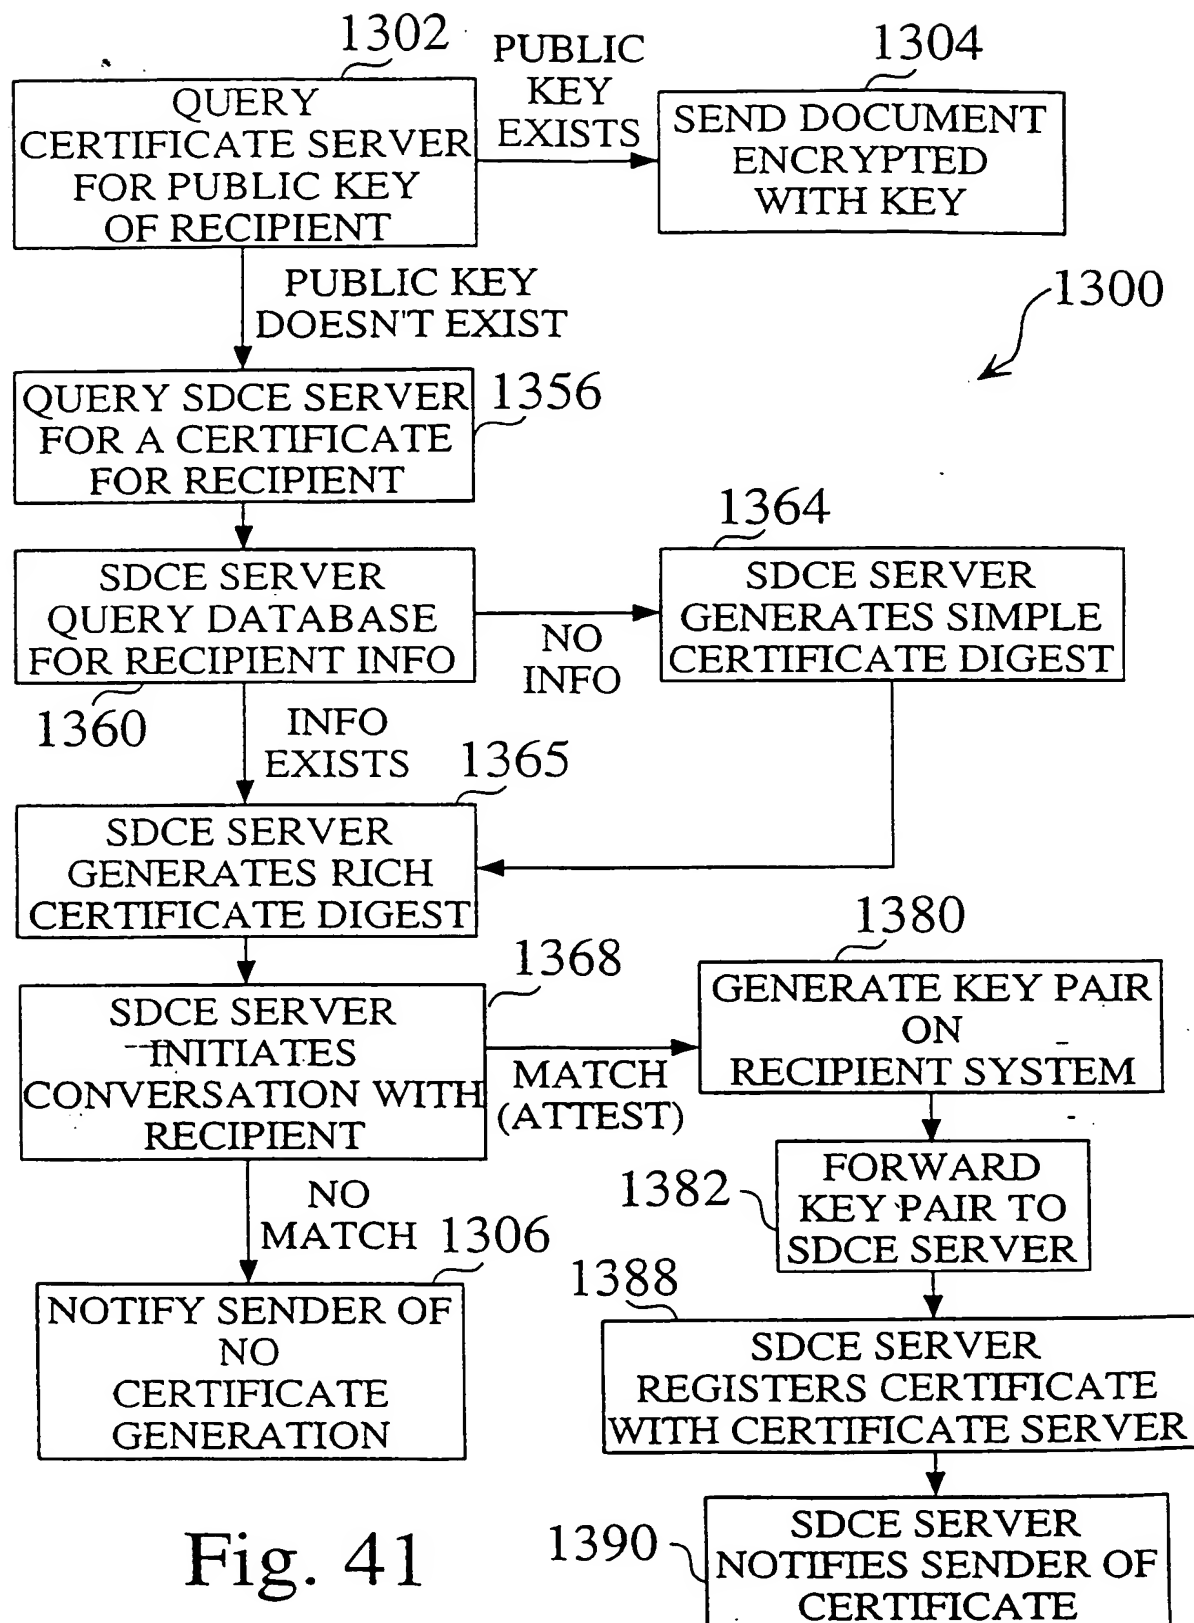 1302
QUERY
CERTIFICATE SERVER
FOR PUBLIC KEY
OF RECIPIENT
PUBLIC
KEY
EXISTS
1304
SEND DOCUMENT
ENCRYPTED
WITH KEY
1300
PUBLIC KEY
DOESN'T EXIST
1356
QUERY SDCE SERVER
FOR A CERTIFICATE
FOR RECIPIENT
SDCE SERVER
QUERY DATABASE
FOR RECIPIENT INFO
1360
NO
INFO
1364
SDCE SERVER
GENERATES SIMPLE
CERTIFICATE DIGEST
INFO
EXISTS
1365
SDCE SERVER
GENERATES RICH
CERTIFICATE DIGEST
1368
SDCE SERVER
INITIATES
CONVERSATION WITH
RECIPIENT
MATCH
(ATTEST)
1380
GENERATE KEY PAIR
ON
RECIPIENT SYSTEM
1382
FORWARD
KEY PAIR TO
SDCE SERVER
NO
MATCH
1306
NOTIFY SENDER OF
NO
CERTIFICATE
GENERATION
1388
SDCE SERVER
REGISTERS CERTIFICATE
WITH CERTIFICATE SERVER
1390
SDCE SERVER
NOTIFIES SENDER OF
CERTIFICATE
Fig. 41